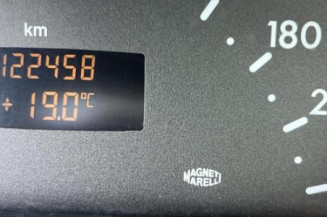 km
122458
180
÷ 19.0°C
2
MAGNETI
MARELLI